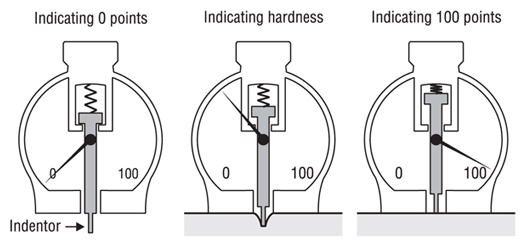 Indicating 0 points
Indicating hardness
Indicating 100 points
0
100
0
100
0
100
Indentor